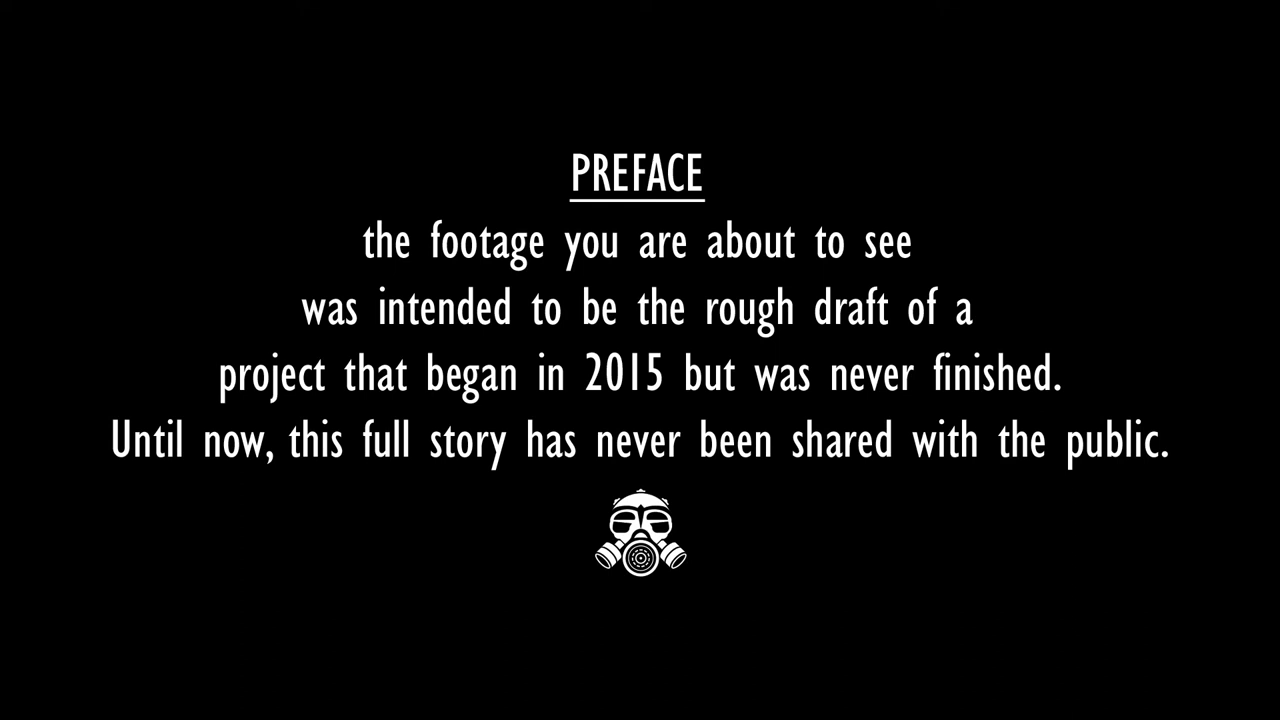 PREFACE
the footage you are about to see
was intended to be the rough draft of a
project that began in 2015 but was never finished.
Until now, this full story has never been shared with the public.